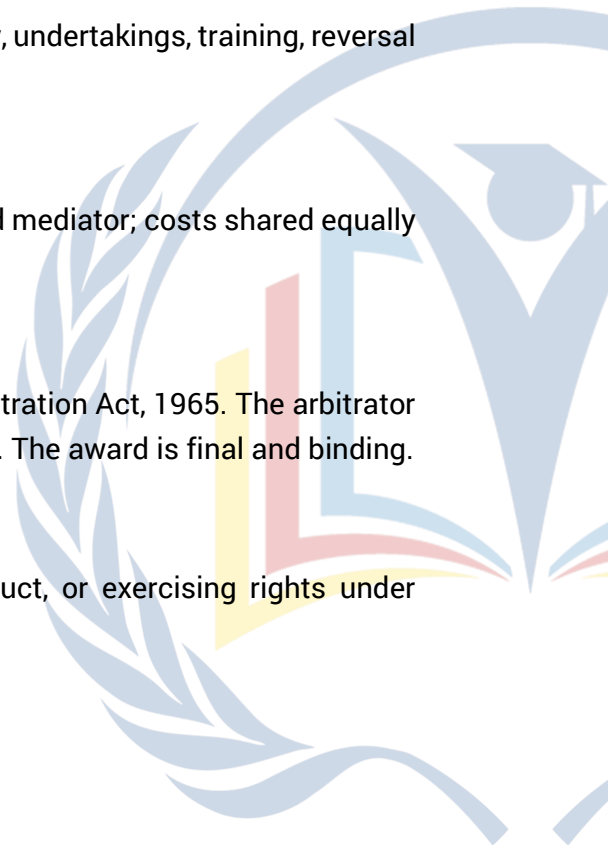 , undertakings, training, reversal
d mediator; costs shared equally
tration Act, 1965. The arbitrator
. The award is final and binding.
uct, or exercising rights under